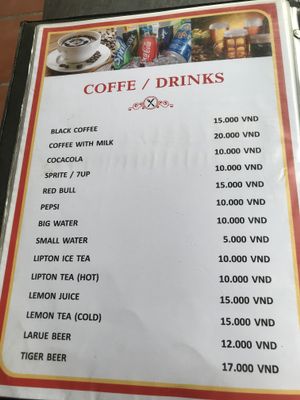 COFFE / DRINKS
BLACK COFFEE 15.000 VND
COFFEE WITH MILK 20.000 VND
COCACOLA 10.000 VND
SPRITE / 7UP 10.000 VND
RED BULL 15.000 VND
PEPSI 10.000 VND
BIG WATER 10.000 VND
SMALL WATER 5.000 VND
LIPTON ICE TEA 10.000 VND
LIPTON TEA (HOT) 10.000 VND
LEMON JUICE 15.000 VND
LEMON TEA (COLD) 15.000 VND
LARUE BEER 12.000 VND
TIGER BEER 17.000 VND